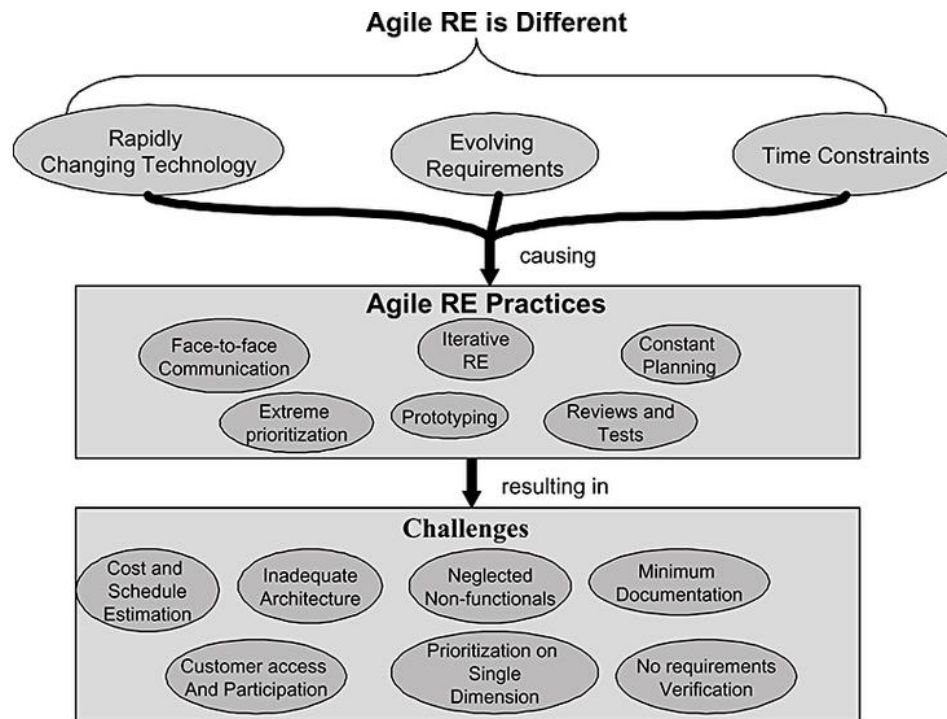 Agile RE is Different
Rapidly
Changing Technology
Evolving
Requirements
Time Constraints
causing
Agile RE Practices
Face-to-face
Communication
Iterative
RE
Constant
Planning
Extreme
prioritization
Prototyping
Reviews and
Tests
resulting in
Challenges
Cost and
Schedule
Estimation
Inadequate
Architecture
Neglected
Non-functionals
Minimum
Documentation
Customer access
And Participation
Prioritization on
Single
Dimension
No requirements
Verification